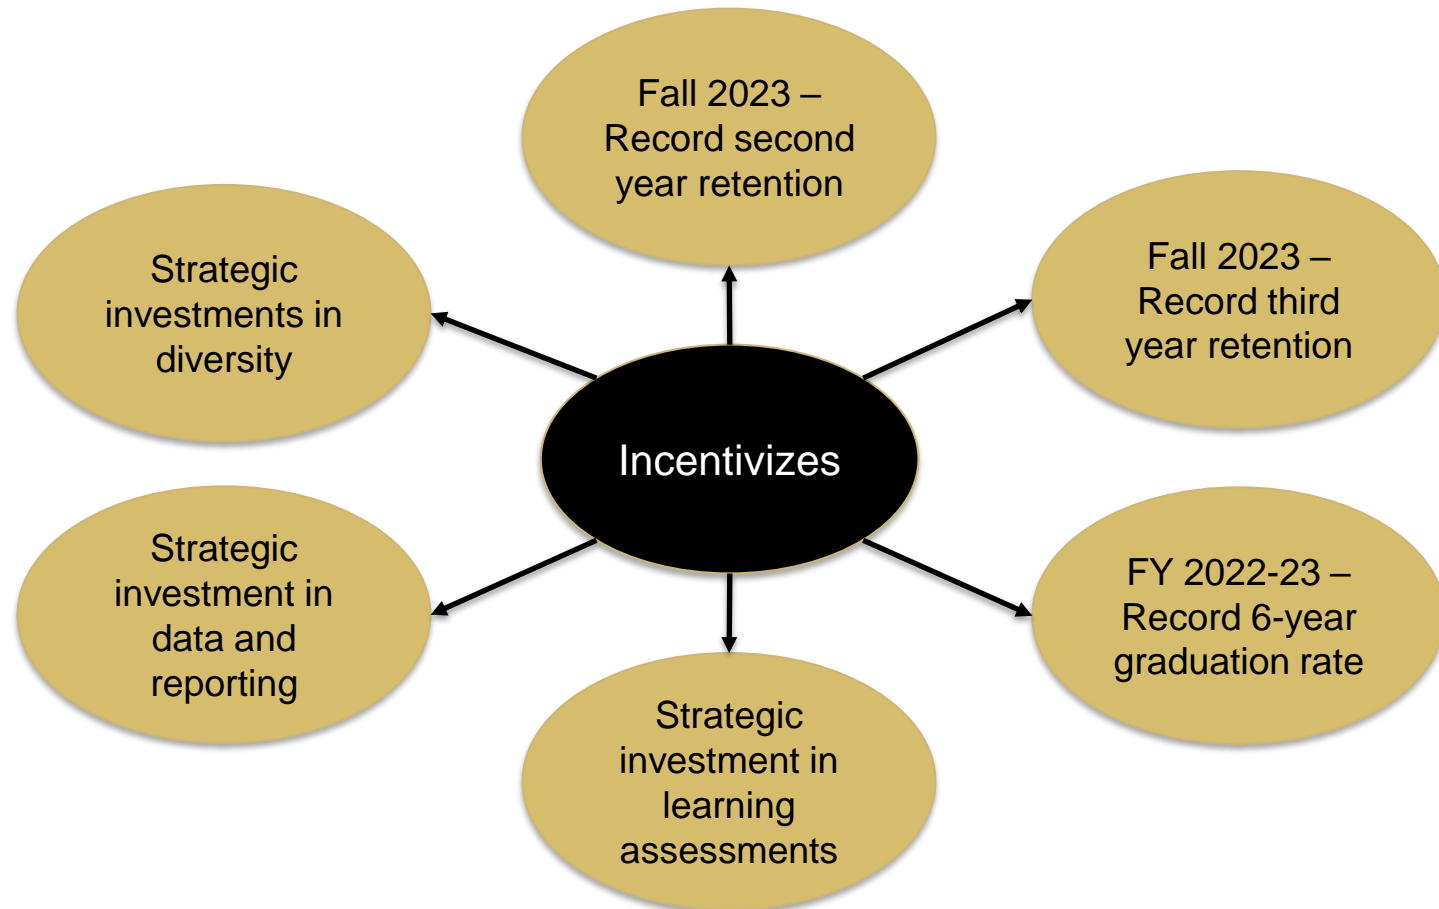 Fall 2023 –
Record second
year retention
Fall 2023 –
Record third
year retention
Strategic
investments in
diversity
Incentivizes
Strategic
investment in
data and
reporting
FY 2022-23 –
Record 6-year
graduation rate
Strategic
investment in
learning
assessments